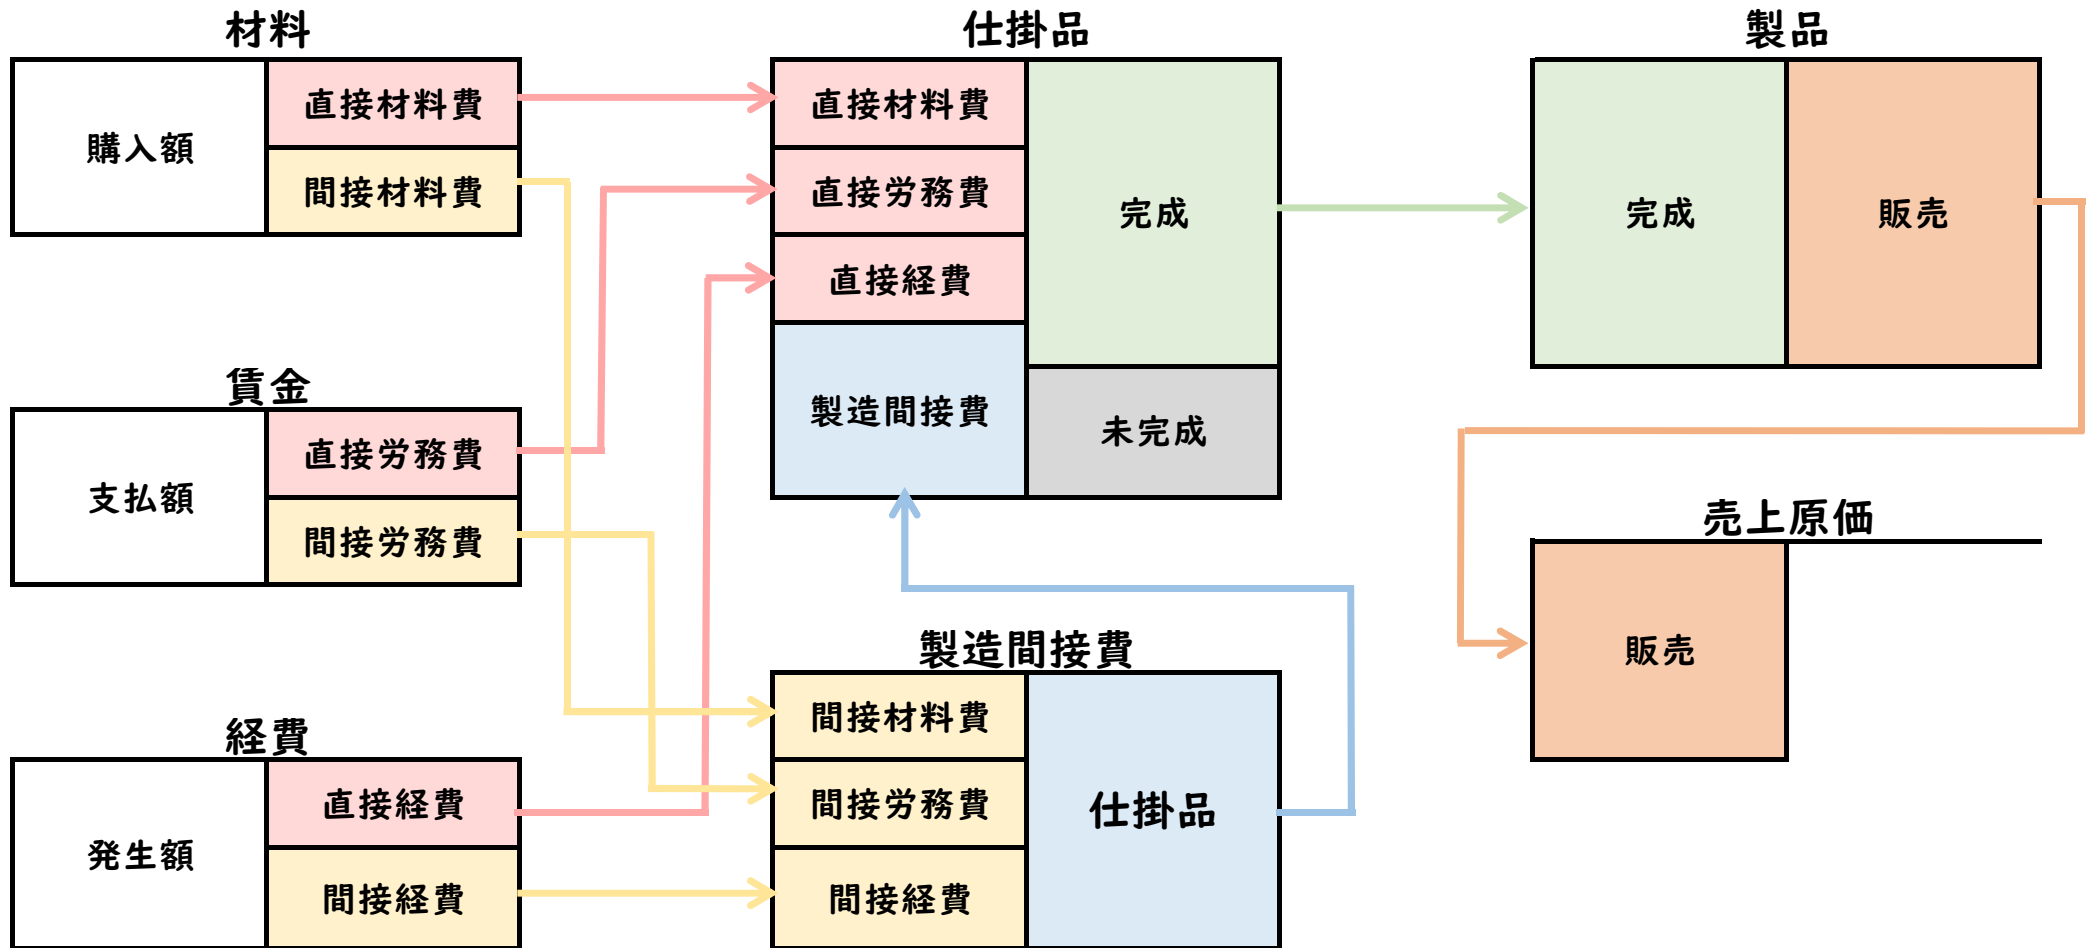 材料
購入額
直接材料費
間接材料費
賃金
支払額
直接労務費
間接労務費
経費
発生額
直接経費
間接経費
仕掛品
直接材料費
直接労務費
直接経費
製造間接費
完成
未完成
製造間接費
間接材料費
間接労務費
間接経費
仕掛品
製品
完成
販売
売上原価
販売